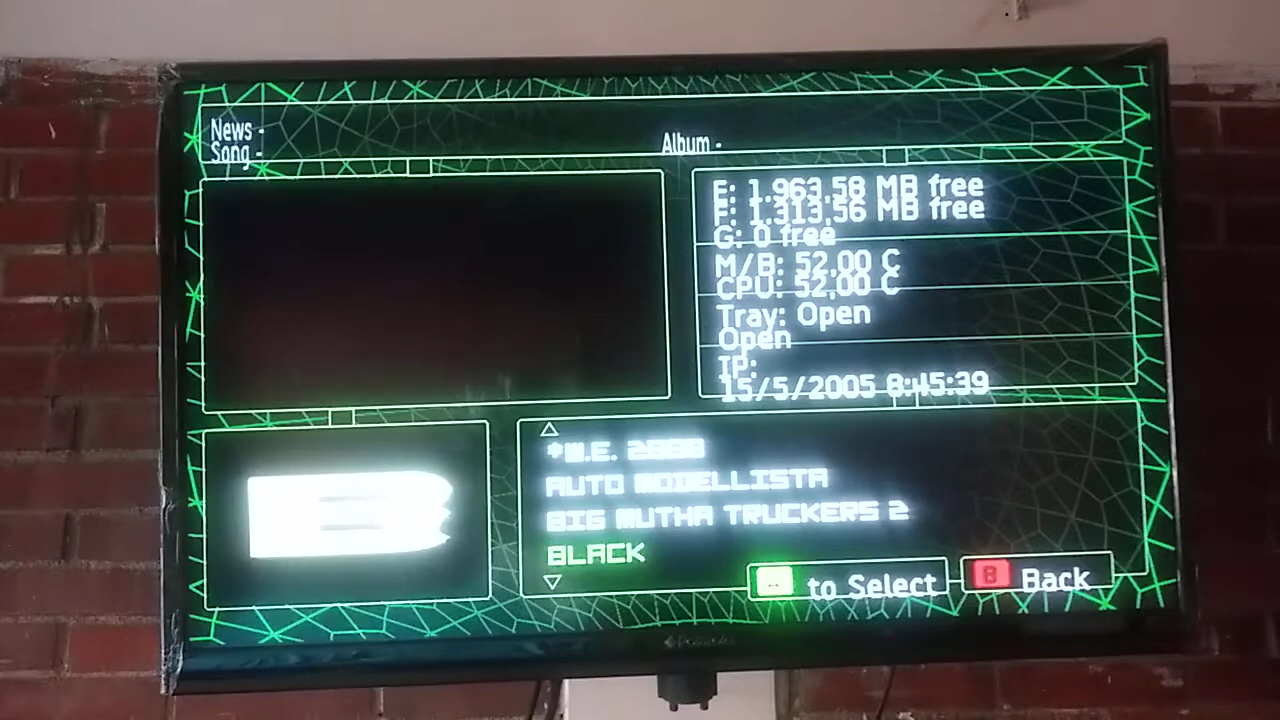 News -
Song -
Album -
E: 1.963,58 MB free
F: 1.313,56 MB free
G: 0 free
M/B: 52,00 C
CPU: 52,00 C
Tray: Open
Open
IP:
15/5/2005 8:45:39
*W.E. 2008
AUTO MODELLISTA
BIG MUTHA TRUCKERS 2
BLACK
A to Select
B Back
Polaroid